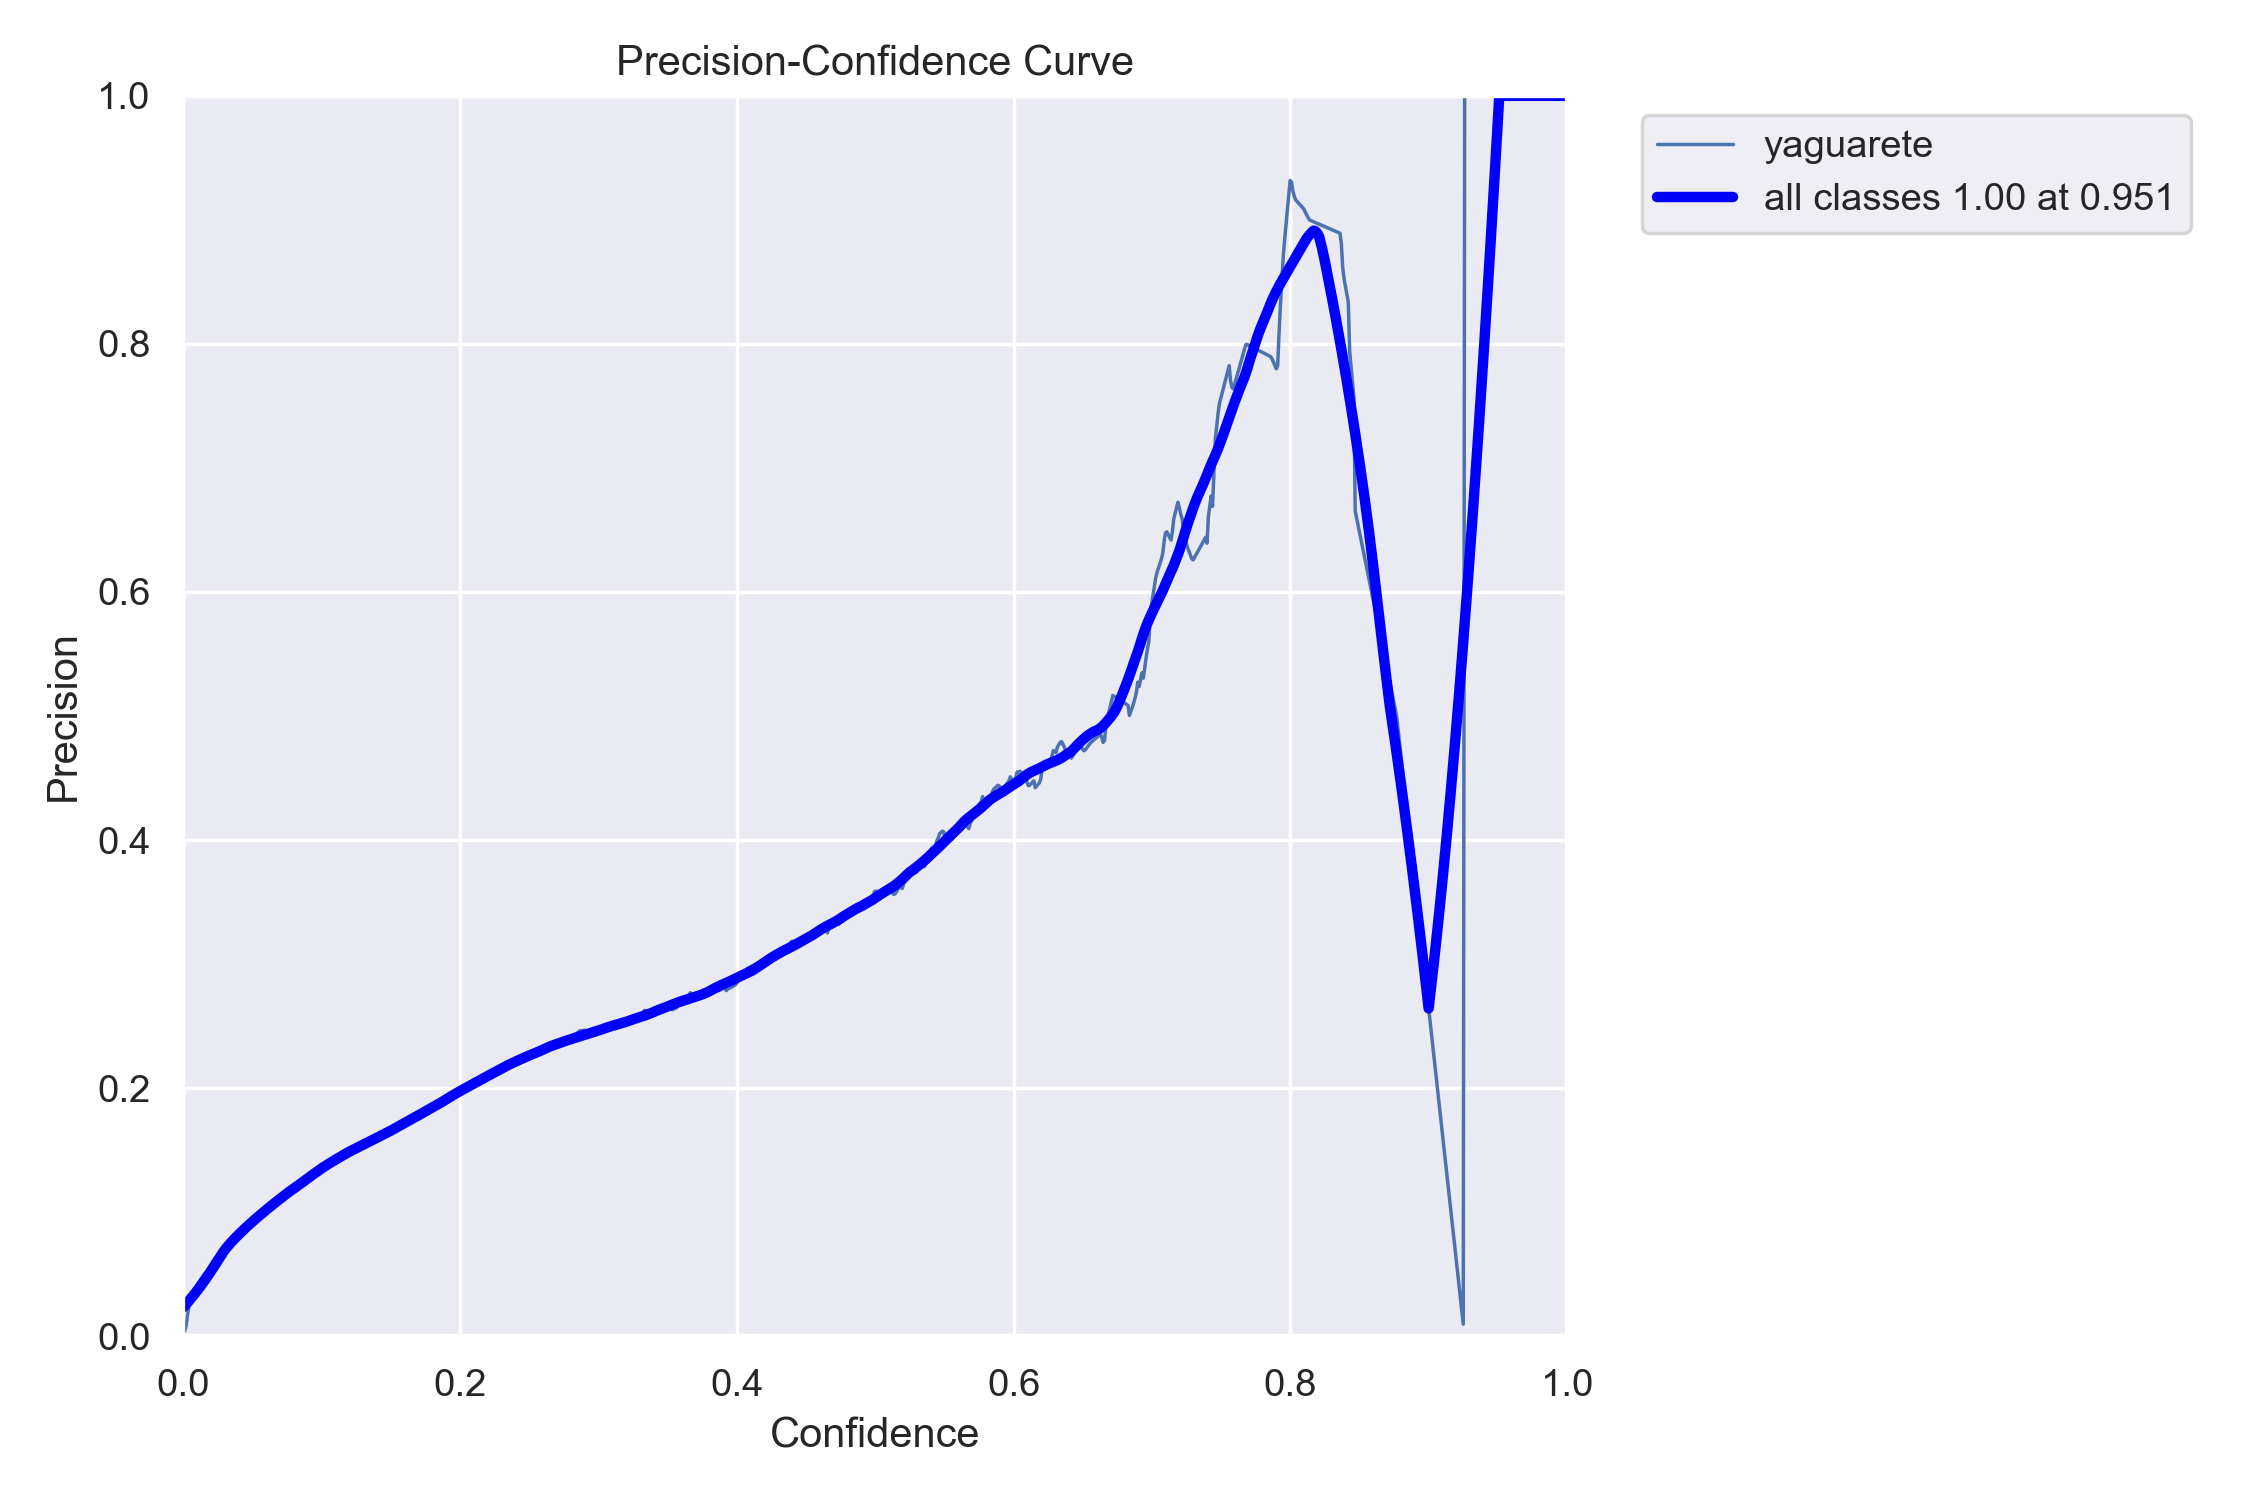 Precision-Confidence Curve
1.0
0.8
0.6
0.4
0.2
0.0
Precision
0.0 0.2 0.4 0.6 0.8 1.0
Confidence
yaguarete
all classes 1.00 at 0.951